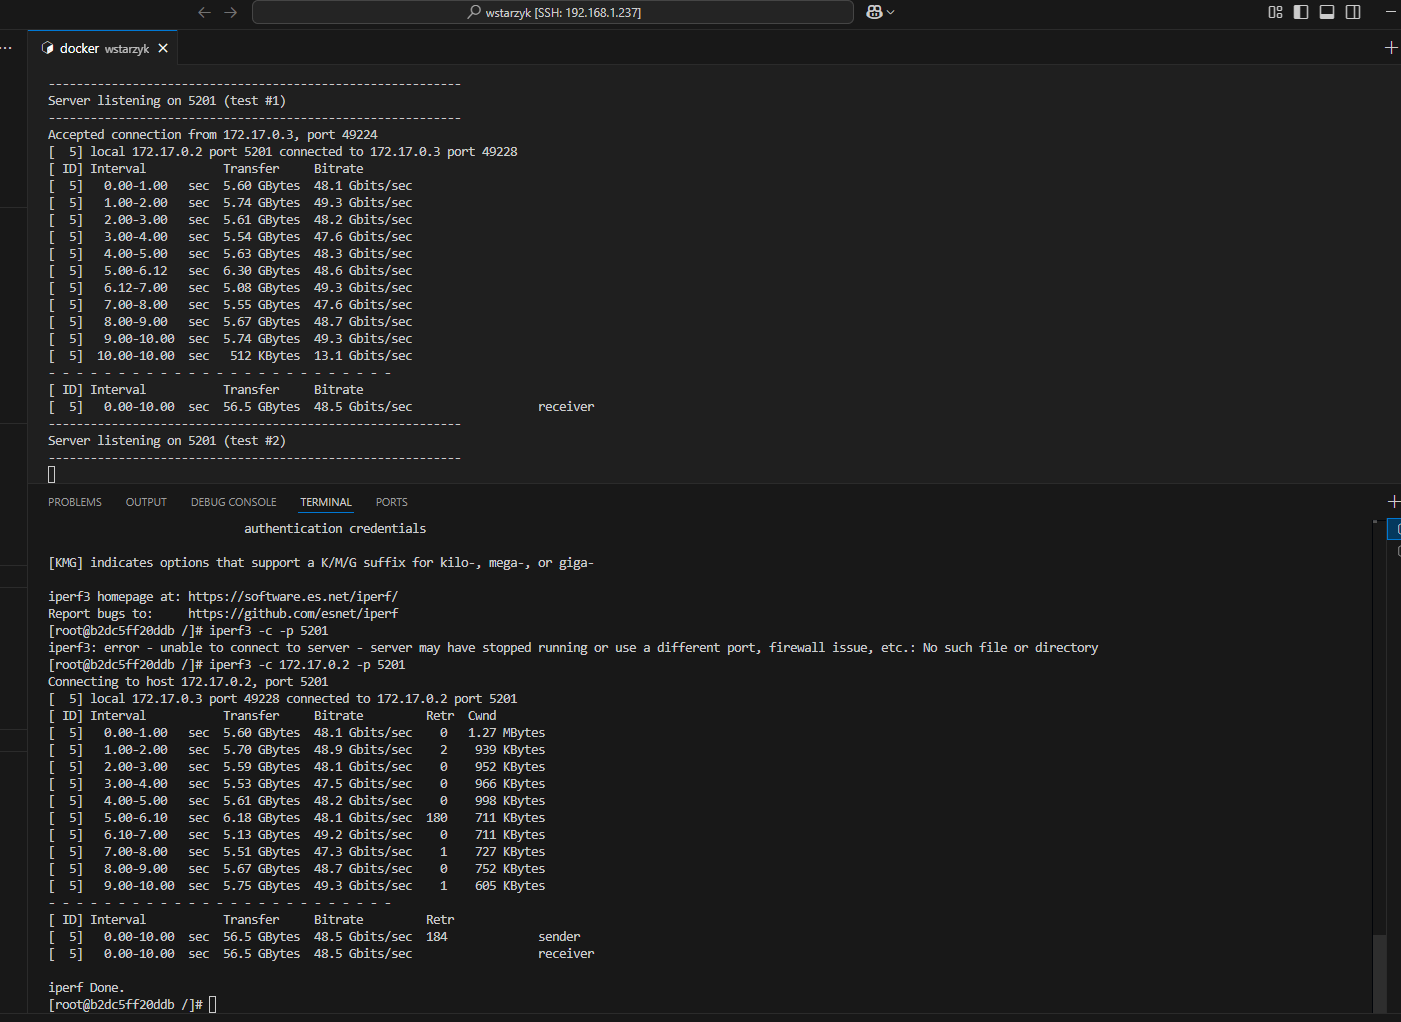 wstarzyk [SSH: 192.168.1.237]
docker wstarzyk
-----------------------------------------------------------
Server listening on 5201 (test #1)
-----------------------------------------------------------
Accepted connection from 172.17.0.3, port 49224
[  5] local 172.17.0.2 port 5201 connected to 172.17.0.3 port 49228
[ ID] Interval           Transfer     Bitrate
[  5]   0.00-1.00   sec  5.60 GBytes  48.1 Gbits/sec
[  5]   1.00-2.00   sec  5.74 GBytes  49.3 Gbits/sec
[  5]   2.00-3.00   sec  5.61 GBytes  48.2 Gbits/sec
[  5]   3.00-4.00   sec  5.54 GBytes  47.6 Gbits/sec
[  5]   4.00-5.00   sec  5.63 GBytes  48.3 Gbits/sec
[  5]   5.00-6.12   sec  6.30 GBytes  48.6 Gbits/sec
[  5]   6.12-7.00   sec  5.08 GBytes  49.3 Gbits/sec
[  5]   7.00-8.00   sec  5.55 GBytes  47.6 Gbits/sec
[  5]   8.00-9.00   sec  5.67 GBytes  48.7 Gbits/sec
[  5]   9.00-10.00  sec  5.74 GBytes  49.3 Gbits/sec
[  5]  10.00-10.00  sec   512 KBytes  13.1 Gbits/sec
- - - - - - - - - - - - - - - - - - - - - - - - -
[ ID] Interval           Transfer     Bitrate
[  5]   0.00-10.00  sec  56.5 GBytes  48.5 Gbits/sec                  receiver
-----------------------------------------------------------
Server listening on 5201 (test #2)
-----------------------------------------------------------
PROBLEMS OUTPUT DEBUG CONSOLE TERMINAL PORTS
authentication credentials
[KMG] indicates options that support a K/M/G suffix for kilo-, mega-, or giga-
iperf3 homepage at: https://software.es.net/iperf/
Report bugs to:     https://github.com/esnet/iperf
[root@b2dc5ff20ddb /]# iperf3 -c -p 5201
iperf3: error - unable to connect to server - server may have stopped running or use a different port, firewall issue, etc.: No such file or directory
[root@b2dc5ff20ddb /]# iperf3 -c 172.17.0.2 -p 5201
Connecting to host 172.17.0.2, port 5201
[  5] local 172.17.0.3 port 49228 connected to 172.17.0.2 port 5201
[ ID] Interval           Transfer     Bitrate         Retr  Cwnd
[  5]   0.00-1.00   sec  5.60 GBytes  48.1 Gbits/sec    0   1.27 MBytes
[  5]   1.00-2.00   sec  5.70 GBytes  48.9 Gbits/sec    2    939 KBytes
[  5]   2.00-3.00   sec  5.59 GBytes  48.1 Gbits/sec    0    952 KBytes
[  5]   3.00-4.00   sec  5.53 GBytes  47.5 Gbits/sec    0    966 KBytes
[  5]   4.00-5.00   sec  5.61 GBytes  48.2 Gbits/sec    0    998 KBytes
[  5]   5.00-6.10   sec  6.18 GBytes  48.1 Gbits/sec  180    711 KBytes
[  5]   6.10-7.00   sec  5.13 GBytes  49.2 Gbits/sec    0    711 KBytes
[  5]   7.00-8.00   sec  5.51 GBytes  47.3 Gbits/sec    1    727 KBytes
[  5]   8.00-9.00   sec  5.67 GBytes  48.7 Gbits/sec    0    752 KBytes
[  5]   9.00-10.00  sec  5.75 GBytes  49.3 Gbits/sec    1    605 KBytes
- - - - - - - - - - - - - - - - - - - - - - - - -
[ ID] Interval           Transfer     Bitrate         Retr
[  5]   0.00-10.00  sec  56.5 GBytes  48.5 Gbits/sec  184             sender
[  5]   0.00-10.00  sec  56.5 GBytes  48.5 Gbits/sec                  receiver
iperf Done.
[root@b2dc5ff20ddb /]#